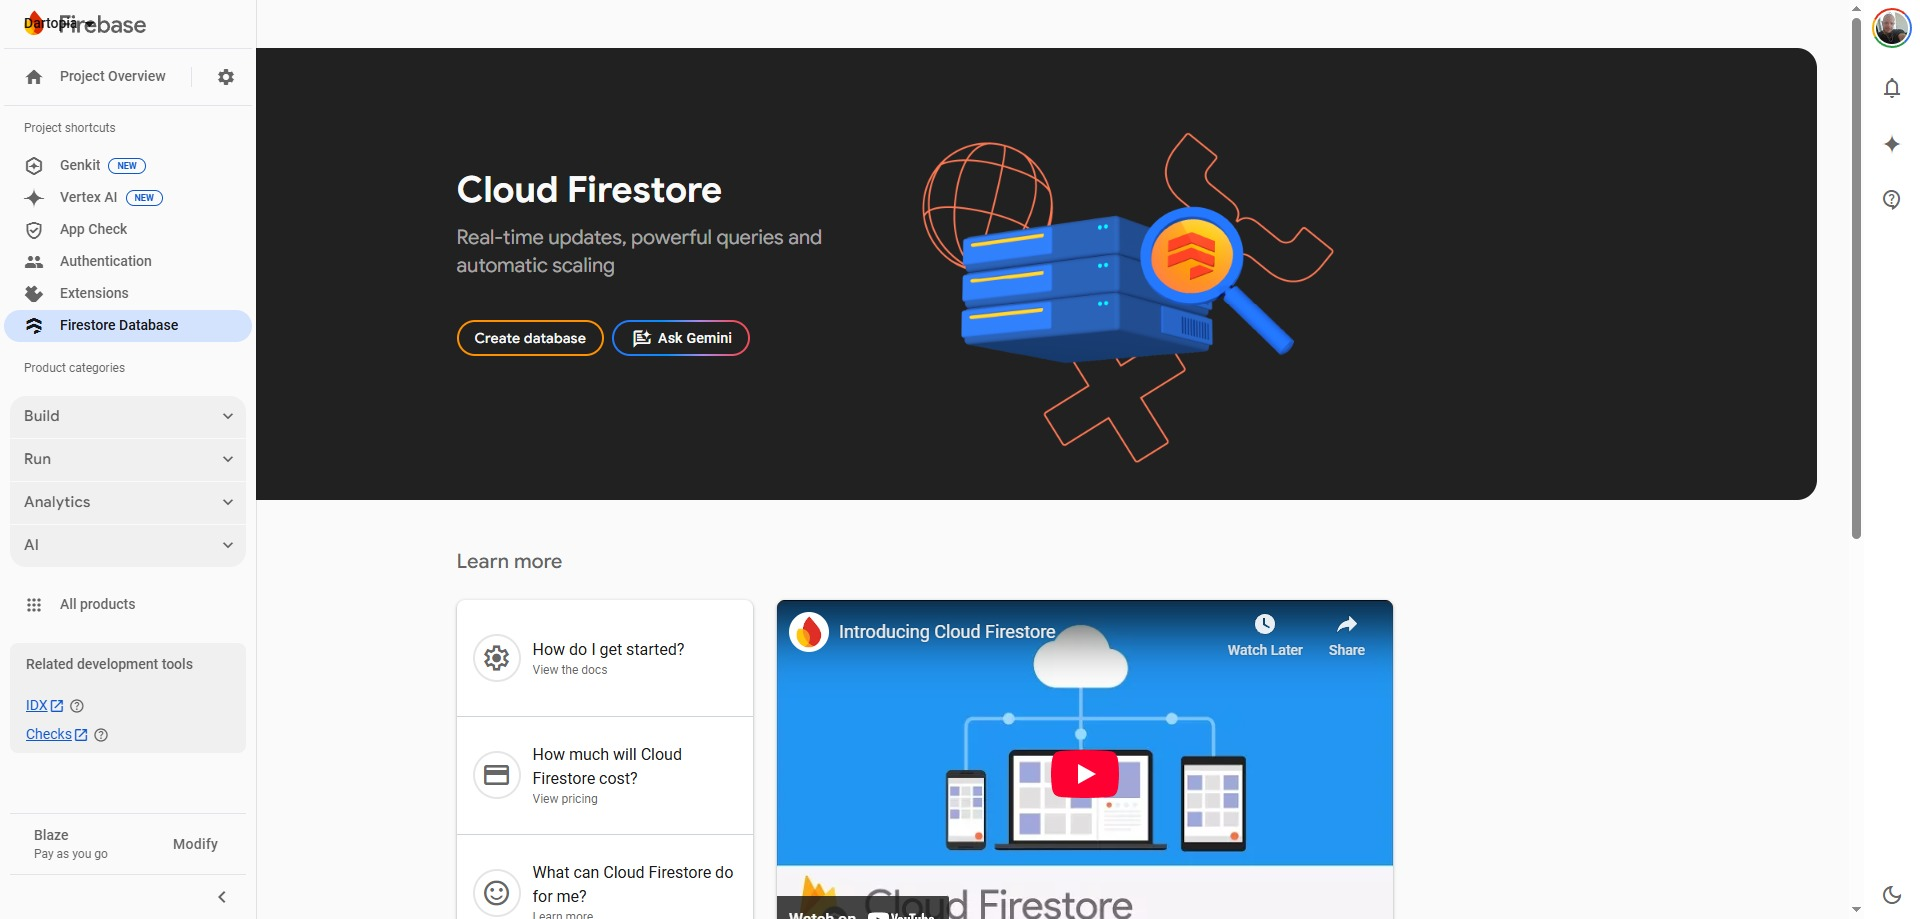 Dartopia
Firebase
Project Overview
Project shortcuts
Genkit NEW
Vertex AI NEW
App Check
Authentication
Extensions
Firestore Database
Product categories
Build
Run
Analytics
AI
All products
Related development tools
IDX
Checks
Blaze
Pay as you go
Modify
Cloud Firestore
Real-time updates, powerful queries and
automatic scaling
Create database
Ask Gemini
Learn more
How do I get started?
View the docs
How much will Cloud
Firestore cost?
View pricing
What can Cloud Firestore do
for me?
Learn more
Introducing Cloud Firestore
Watch Later
Share
Cloud Firestore
Watch on YouTube